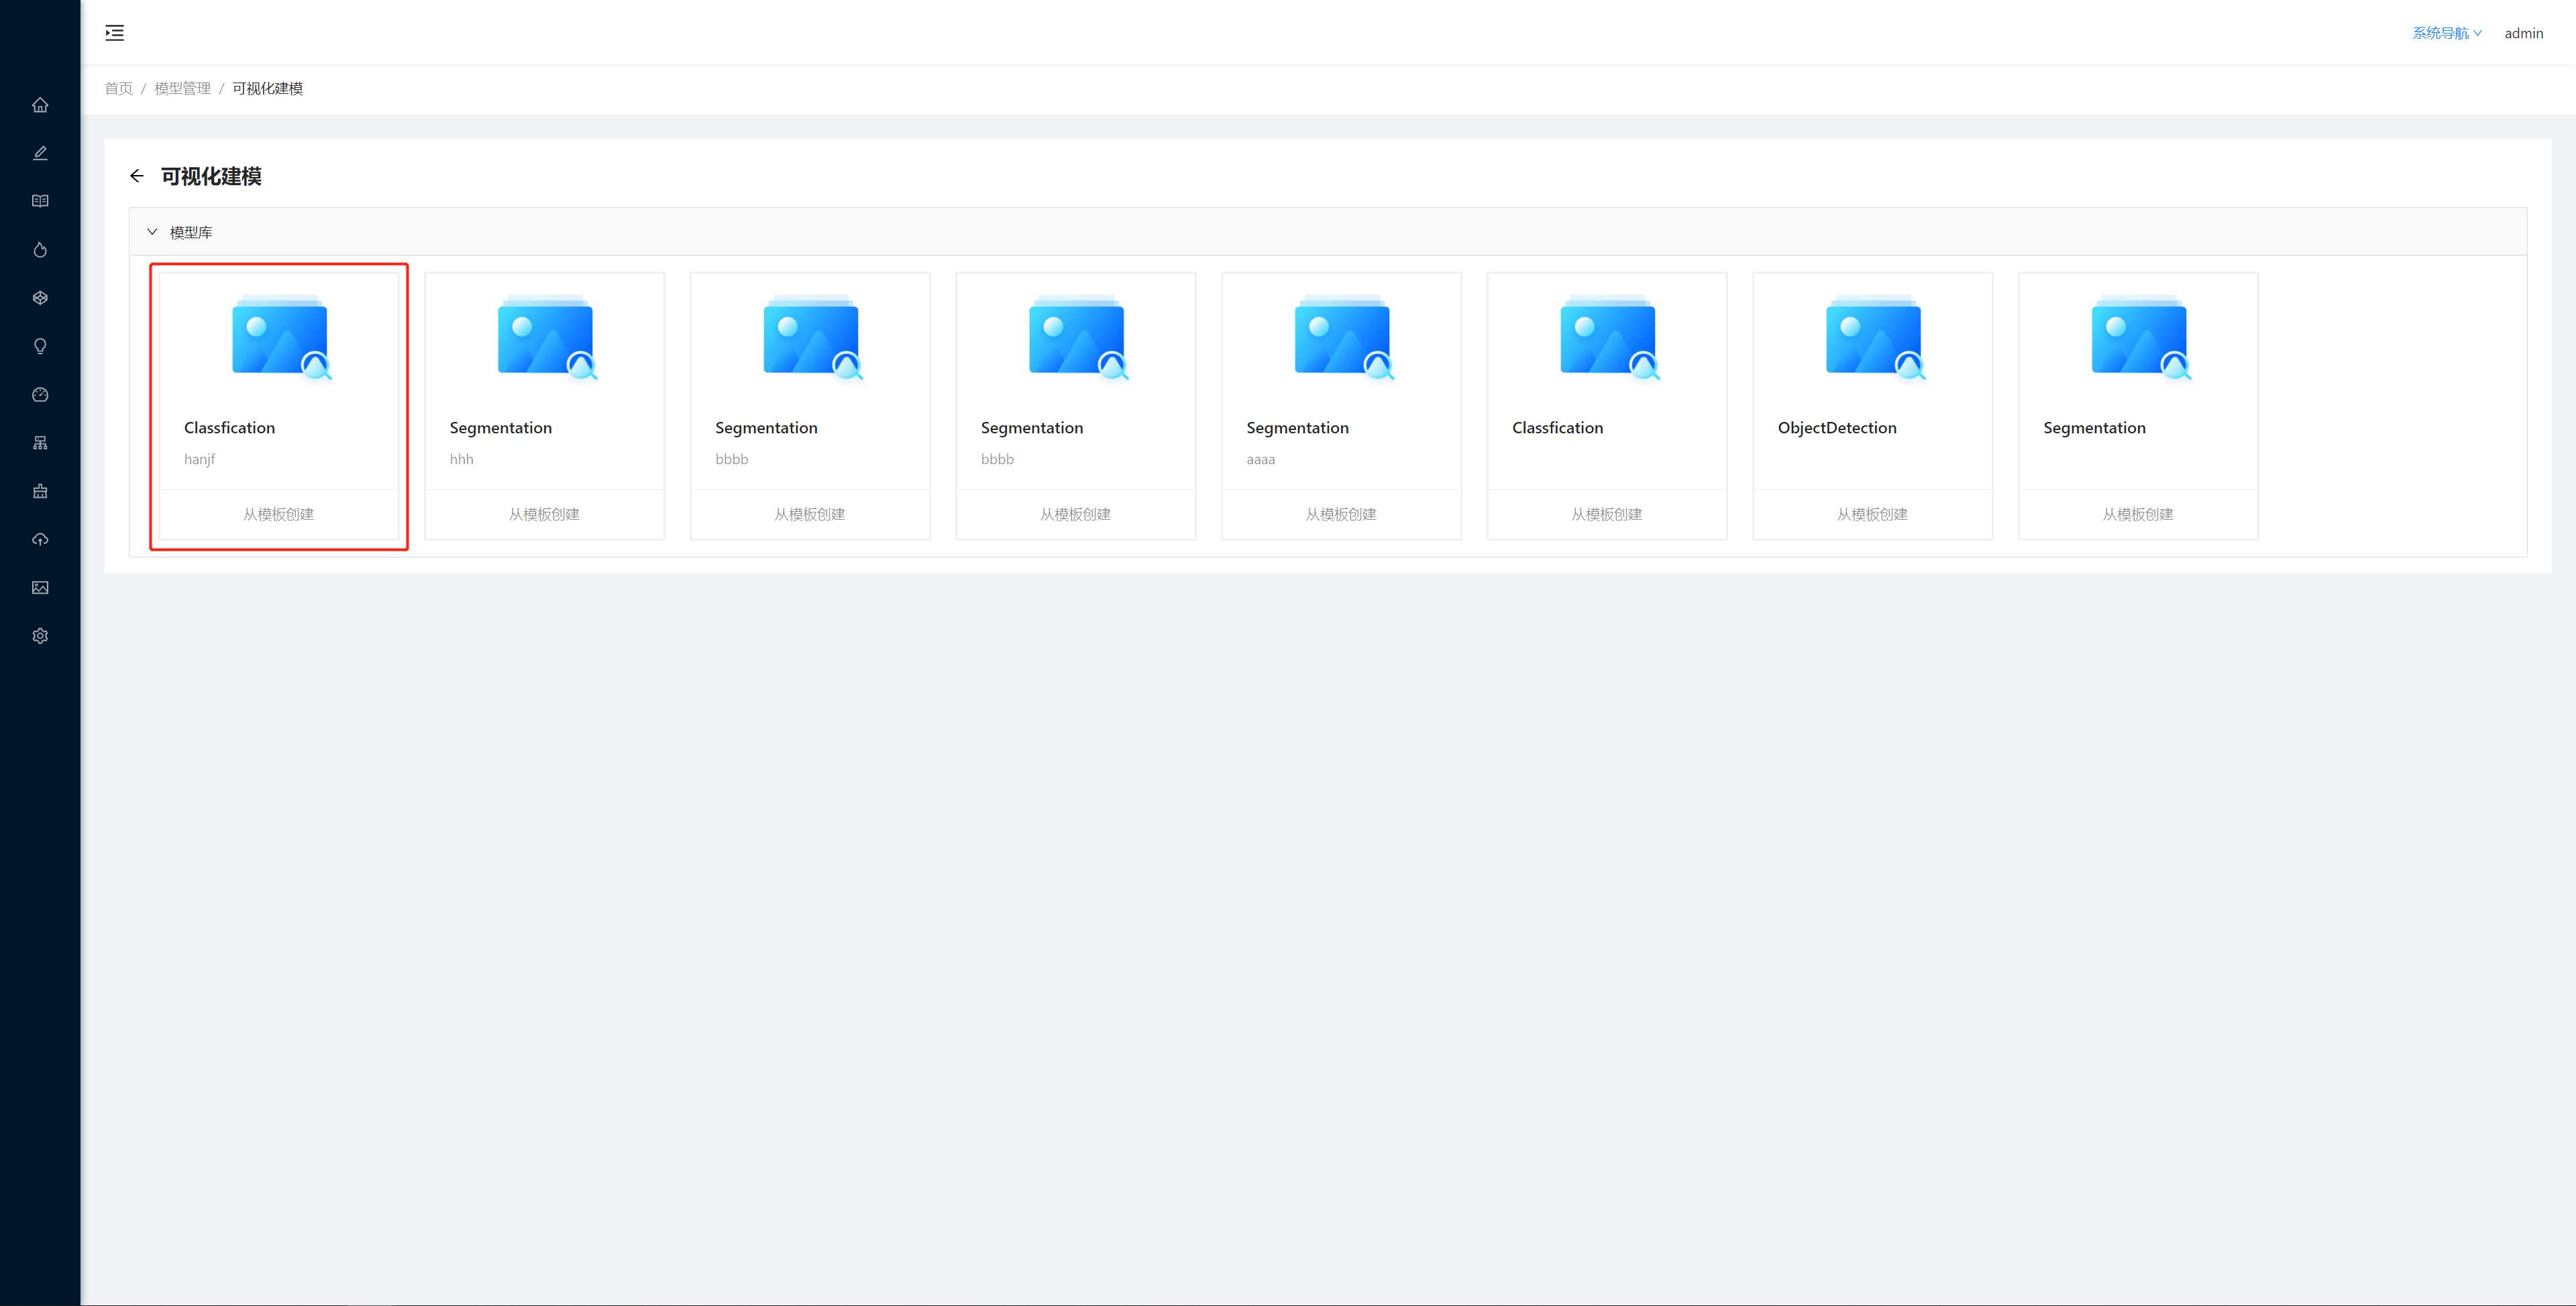 系统导航 admin
首页 / 模型管理 / 可视化建模
可视化建模
模型库
Classfication
hanjf
从模板创建
Segmentation
hhh
从模板创建
Segmentation
bbbb
从模板创建
Segmentation
bbbb
从模板创建
Segmentation
aaaa
从模板创建
Classfication
从模板创建
ObjectDetection
从模板创建
Segmentation
从模板创建